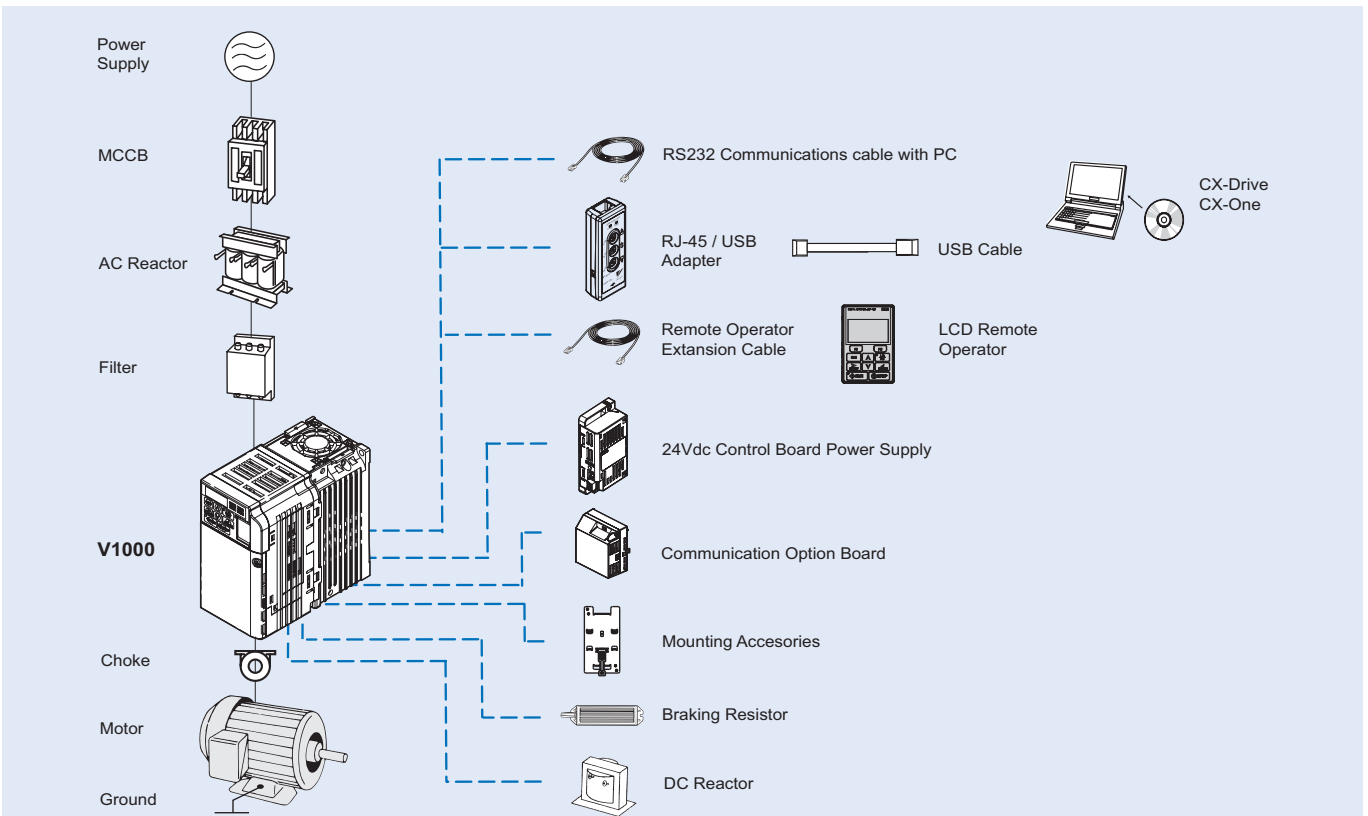 Power
Supply
MCCB
AC Reactor
Filter
V1000
Choke
Motor
Ground
RS232 Communications cable with PC
CX-Drive
CX-One
RJ-45 / USB
Adapter
USB Cable
Remote Operator
Extansion Cable
LCD Remote
Operator
24Vdc Control Board Power Supply
Communication Option Board
Mounting Accesories
Braking Resistor
DC Reactor